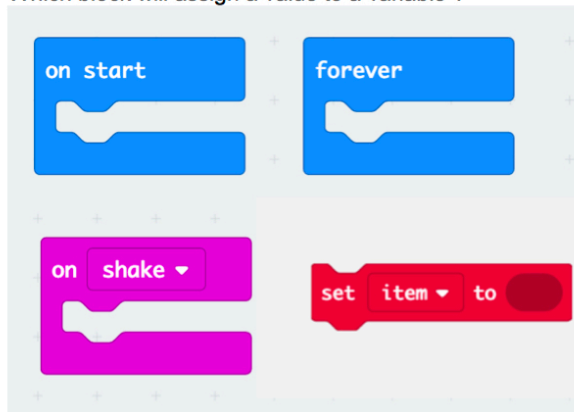 Which block will assign a value to a variable ?
on start
forever
on shake
set item to